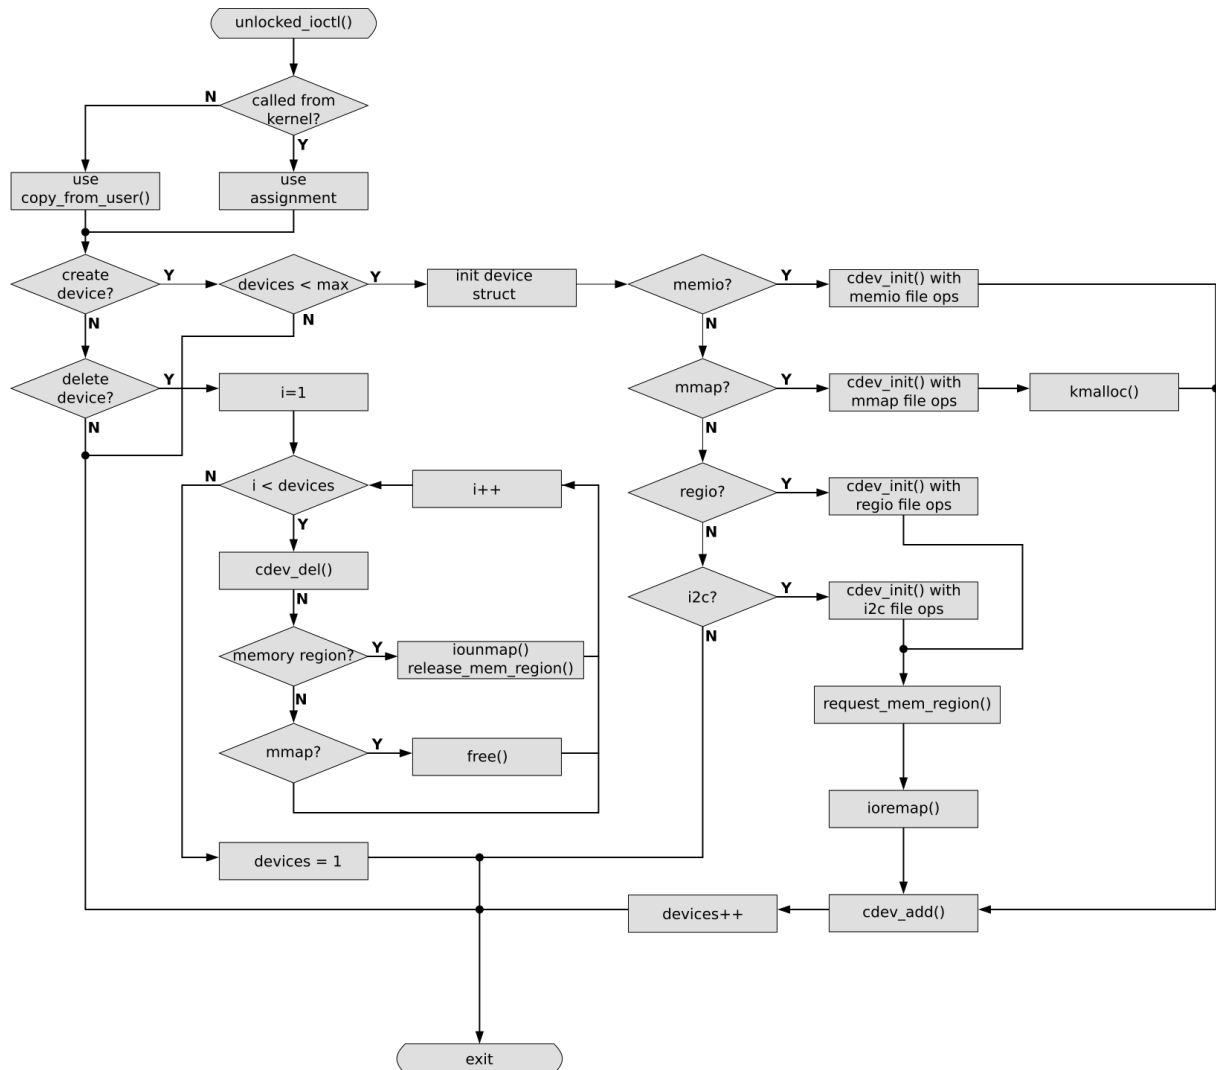 unlocked_ioctl()
N
called from
kernel?
Y
use
copy_from_user()
use
assignment
create
device?
Y
devices < max
Y
init device
struct
memio?
Y
cdev_init() with
memio file ops
N
N
N
delete
device?
Y
i=1
mmap?
Y
cdev_init() with
mmap file ops
kmalloc()
N
N
N
i < devices
i++
regio?
Y
cdev_init() with
regio file ops
Y
N
cdev_del()
i2c?
Y
cdev_init() with
i2c file ops
N
N
memory region?
Y
iounmap()
release_mem_region()
N
request_mem_region()
mmap?
Y
free()
ioremap()
devices = 1
devices++
cdev_add()
exit